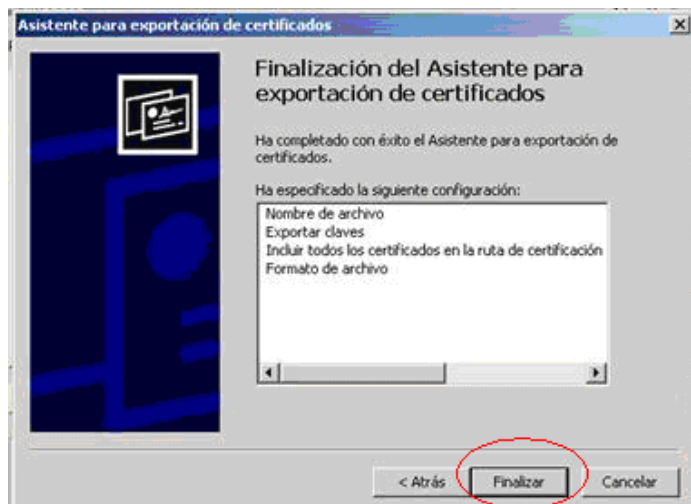 Asistente para exportación de certificados
Finalización del Asistente para
exportación de certificados
Ha completado con éxito el Asistente para exportación de
certificados.
Ha especificado la siguiente configuración:
Nombre de archivo
Exportar claves
Incluir todos los certificados en la ruta de certificación
Formato de archivo
< Atrás
Finalizar
Cancelar